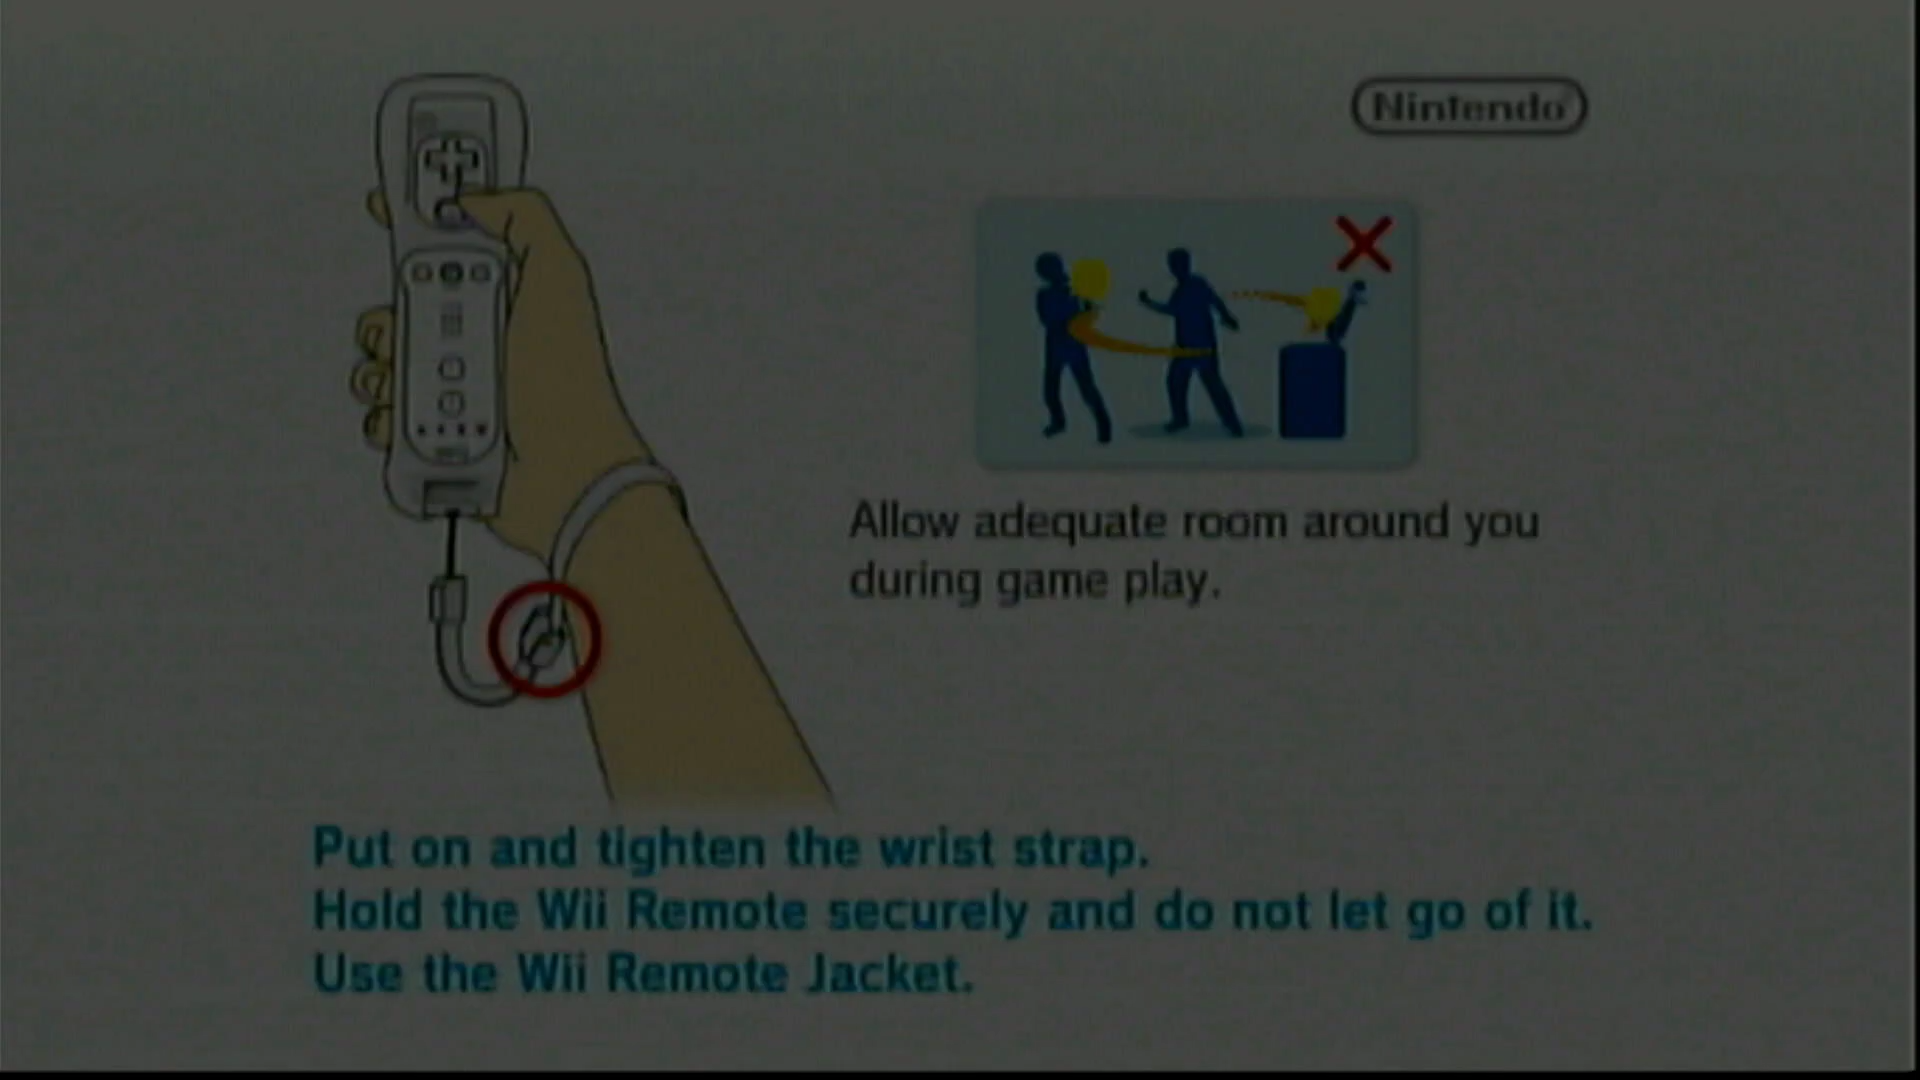 Nintendo
Allow adequate room around you
during game play.
Put on and tighten the wrist strap.
Hold the Wii Remote securely and do not let go of it.
Use the Wii Remote Jacket.